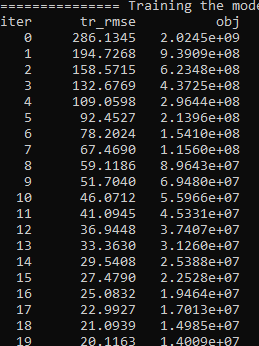 =============== Training the mode
iter tr_rmse obj
0 286.1345 2.0245e+09
1 194.7268 9.3909e+08
2 158.5715 6.2348e+08
3 132.6769 4.3725e+08
4 109.0598 2.9644e+08
5 92.4527 2.1396e+08
6 78.2024 1.5410e+08
7 67.4690 1.1560e+08
8 59.1186 8.9643e+07
9 51.7040 6.9480e+07
10 46.0712 5.5966e+07
11 41.0945 4.5331e+07
12 36.9448 3.7407e+07
13 33.3630 3.1260e+07
14 29.5408 2.5388e+07
15 27.4790 2.2528e+07
16 25.0832 1.9464e+07
17 22.9927 1.7013e+07
18 21.0939 1.4985e+07
19 20.1163 1.4009e+07